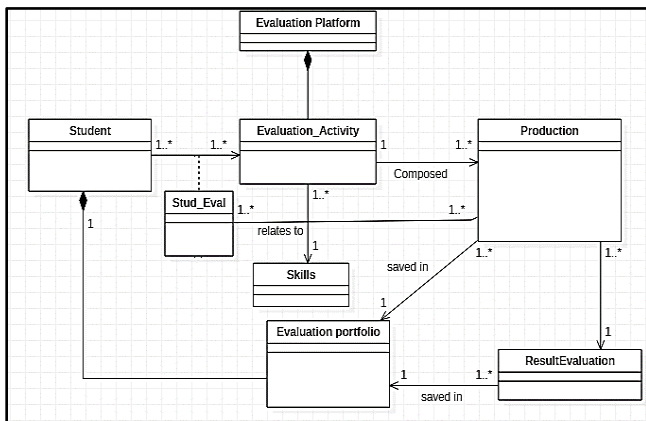 Evaluation Platform
Student
Evaluation_Activity
Production
1..*
1..*
1
1..*
Composed
Stud_Eval
1..*
1..*
1..*
relates to
1
1
Skills
saved in
1..*
1..*
1
1
Evaluation portfolio
ResultEvaluation
1
1..*
saved in